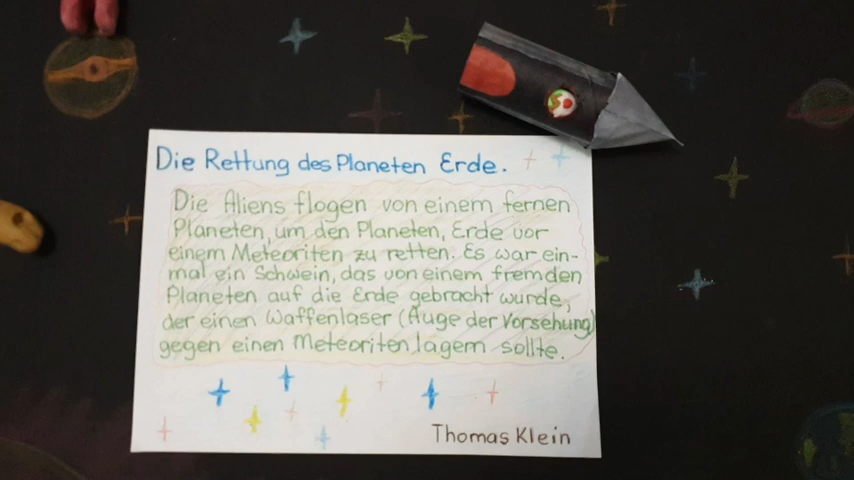 Die Rettung des Planeten Erde.
Die Aliens flogen von einem fernen
Planeten, um den Planeten, Erde vor
einem Meteoriten zu retten. Es war ein-
mal ein Schwein, das von einem fremden
Planeten auf die Erde gebracht wurde,
der einen Waffenlaser (Auge der Vorsehung)
gegen einen Meteoriten lagern sollte.
Thomas Klein